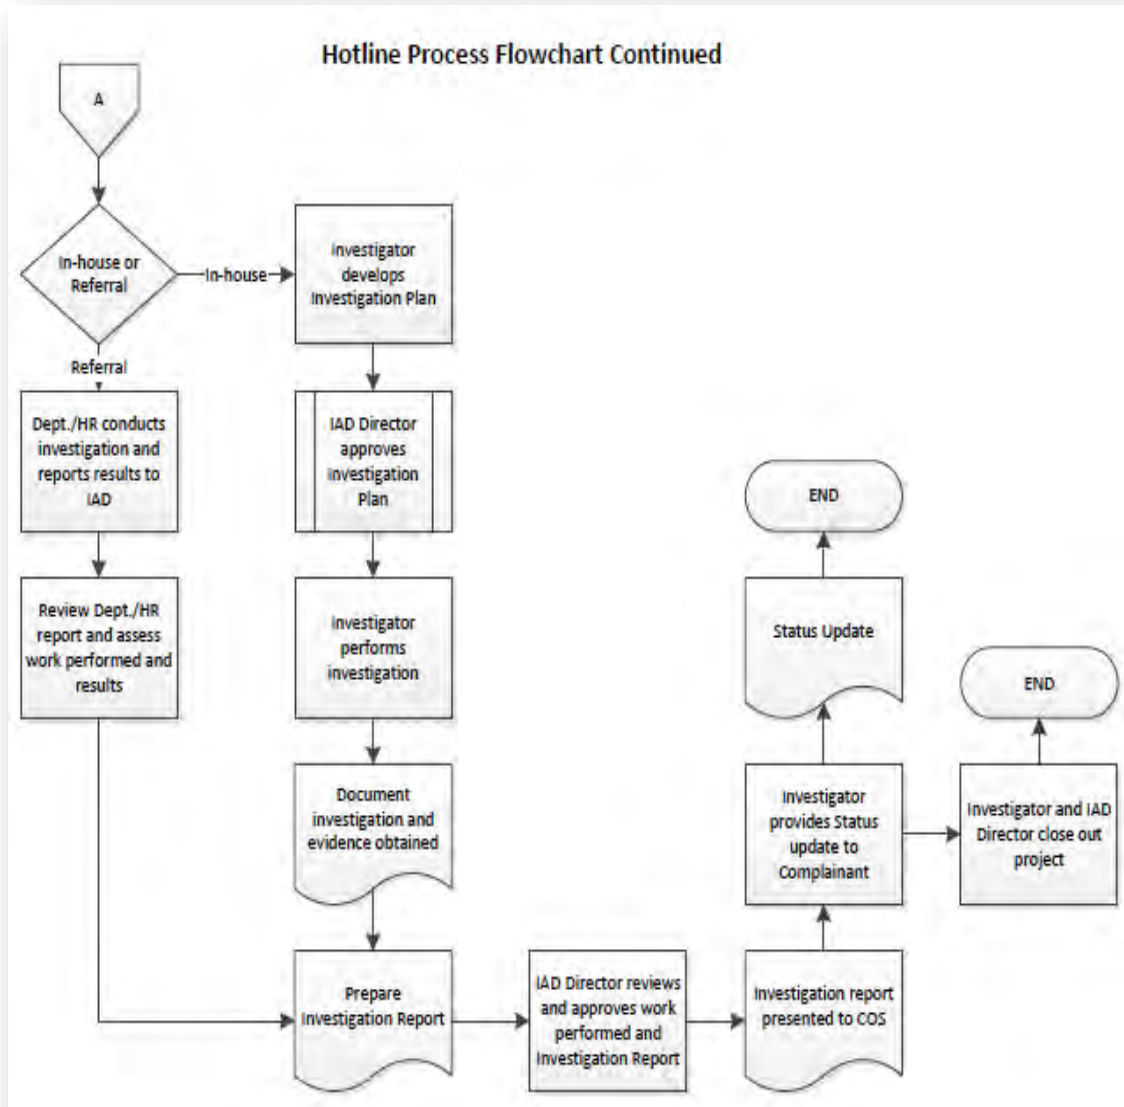 Hotline Process Flowchart Continued
A
In-house or
Referral
In-house
Referral
Dept./HR conducts
investigation and
reports results to
IAD
Review Dept./HR
report and assess
work performed and
results
Investigator
develops
Investigation Plan
IAD Director
approves
Investigation
Plan
Investigator
performs
investigation
Document
investigation and
evidence obtained
Prepare
Investigation Report
IAD Director reviews
and approves work
performed and
Investigation Report
Investigation report
presented to COS
Investigator
provides Status
update to
Complainant
Status Update
END
Investigator and IAD
Director close out
project
END